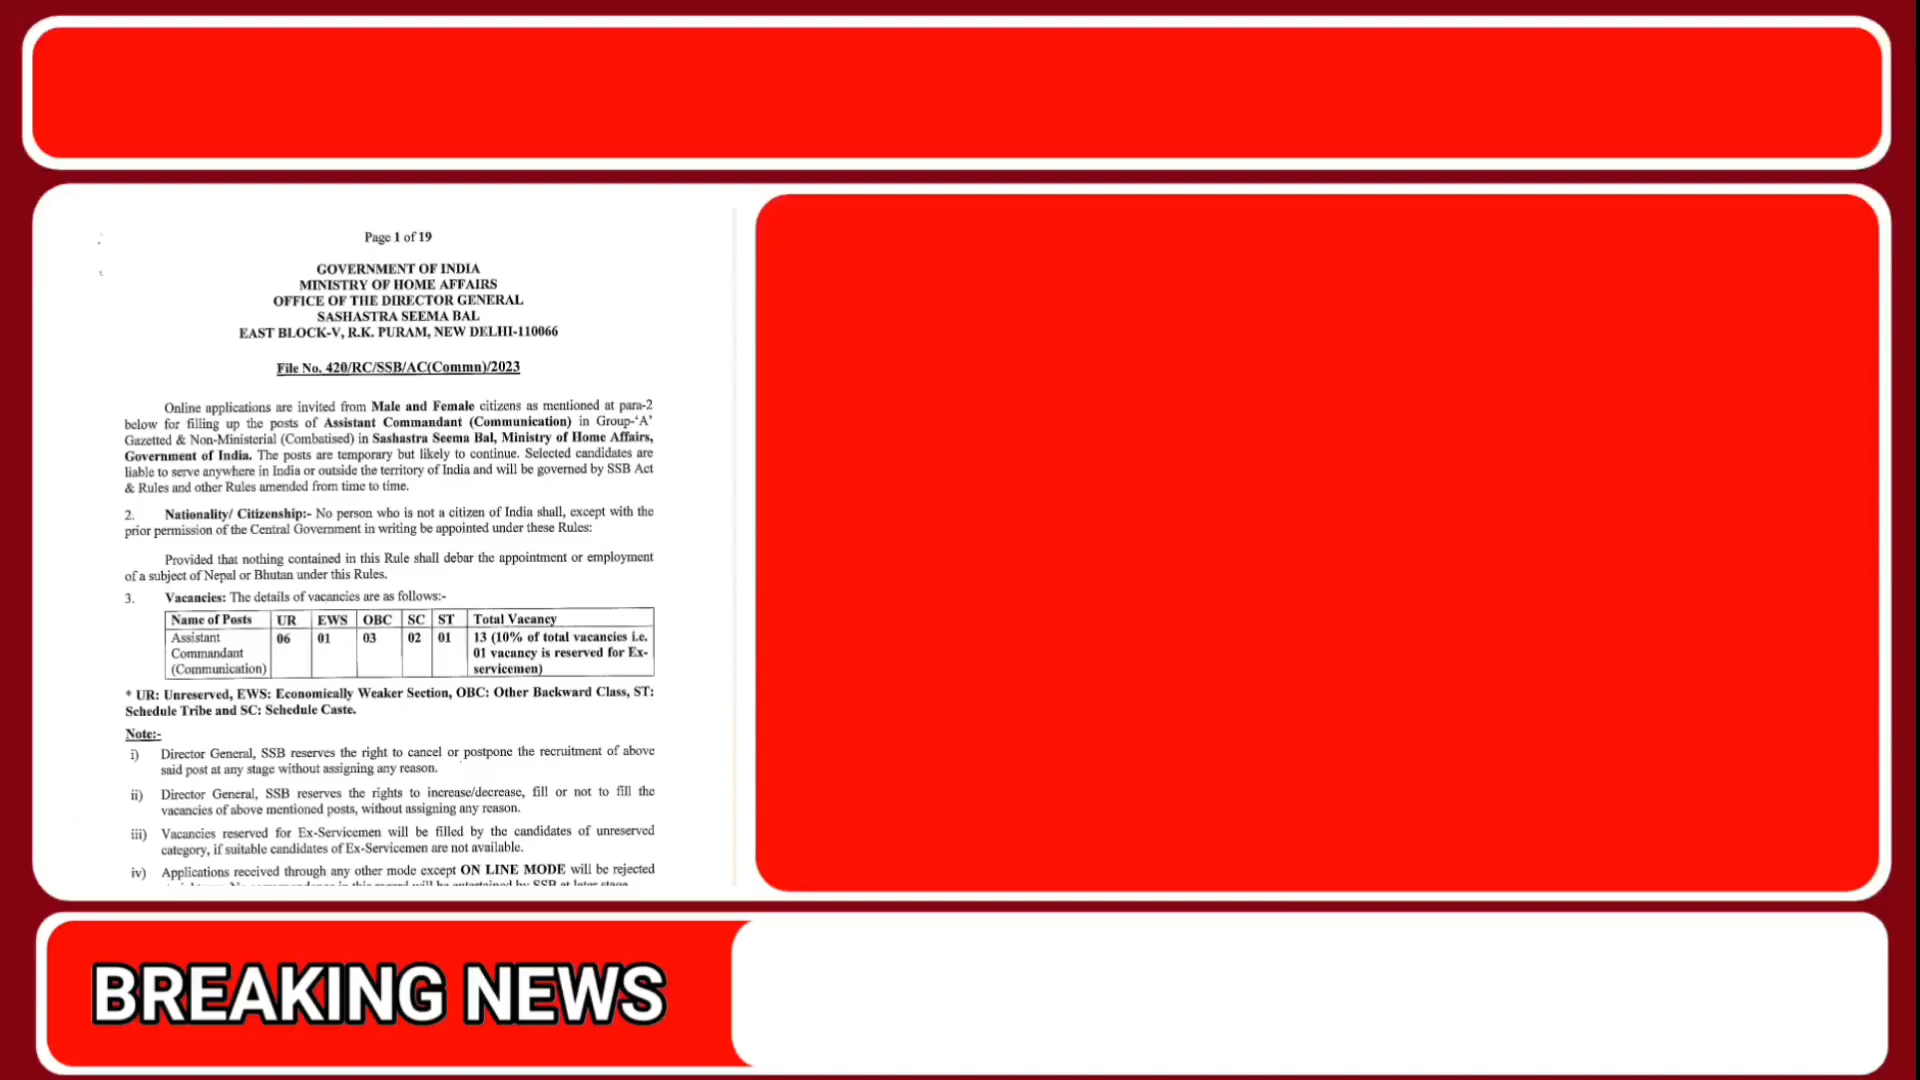 Page 1 of 19
GOVERNMENT OF INDIA
MINISTRY OF HOME AFFAIRS
OFFICE OF THE DIRECTOR GENERAL
SASHASTRA SEEMA BAL
EAST BLOCK-V, R.K. PURAM, NEW DELHI-110066
File No. 420/RC/SSB/AC(Commn)/2023
Online applications are invited from Male and Female citizens as mentioned at para-2
below for filling up the posts of Assistant Commandant (Communication) in Group-‘A’
Gazetted & Non-Ministerial (Combatised) in Sashastra Seema Bal, Ministry of Home Affairs,
Government of India. The posts are temporary but likely to continue. Selected candidates are
liable to serve anywhere in India or outside the territory of India and will be governed by SSB Act
& Rules and other Rules amended from time to time.
2. Nationality/ Citizenship:- No person who is not a citizen of India shall, except with the
prior permission of the Central Government in writing be appointed under these Rules:
Provided that nothing contained in this Rule shall debar the appointment or employment
of a subject of Nepal or Bhutan under this Rules.
3. Vacancies: The details of vacancies are as follows:-
Name of Posts UR EWS OBC SC ST Total Vacancy
Assistant 06 01 03 02 01 13 (10% of total vacancies i.e.
Commandant 01 vacancy is reserved for Ex-
(Communication) servicemen)
* UR: Unreserved, EWS: Economically Weaker Section, OBC: Other Backward Class, ST:
Schedule Tribe and SC: Schedule Caste.
Note:-
i) Director General, SSB reserves the right to cancel or postpone the recruitment of above
said post at any stage without assigning any reason.
ii) Director General, SSB reserves the rights to increase/decrease, fill or not to fill the
vacancies of above mentioned posts, without assigning any reason.
iii) Vacancies reserved for Ex-Servicemen will be filled by the candidates of unreserved
category, if suitable candidates of Ex-Servicemen are not available.
iv) Applications received through any other mode except ON LINE MODE will be rejected
BREAKING NEWS